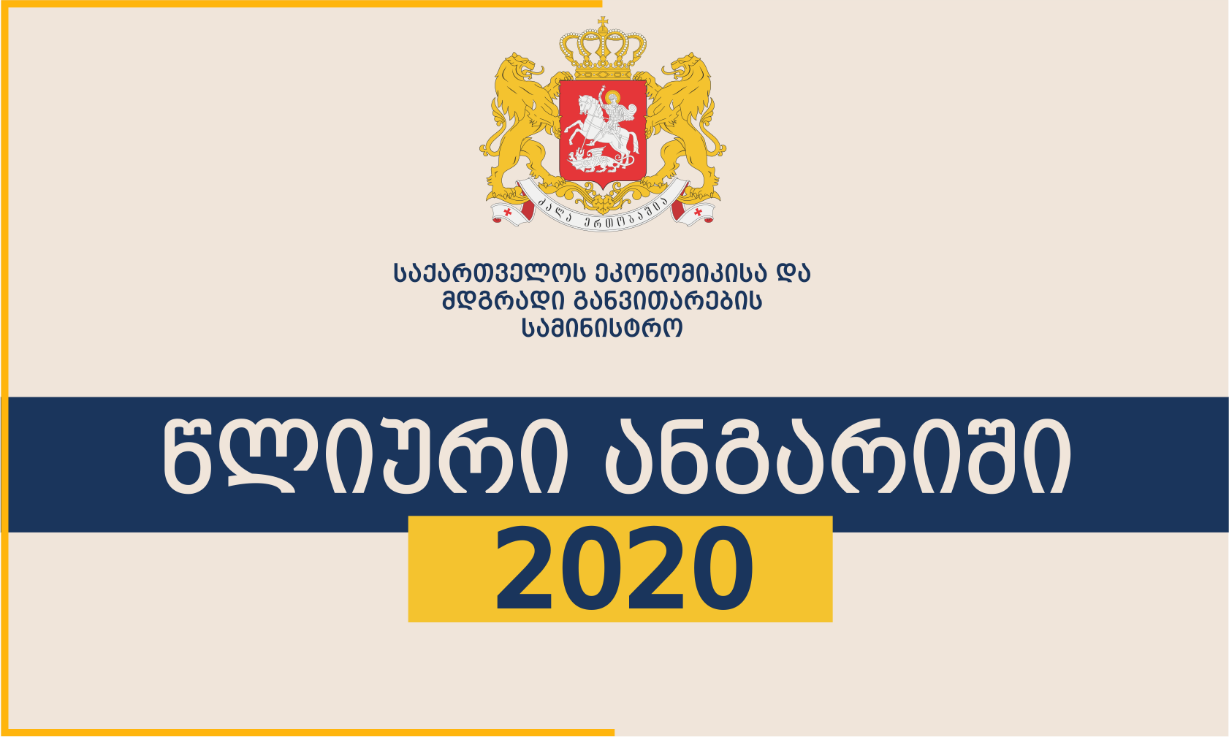 ძალა ერთობაშია
საქართველოს ეკონომიკისა და
მდგრადი განვითარების
სამინისტრო
წლიური ანგარიში
2020